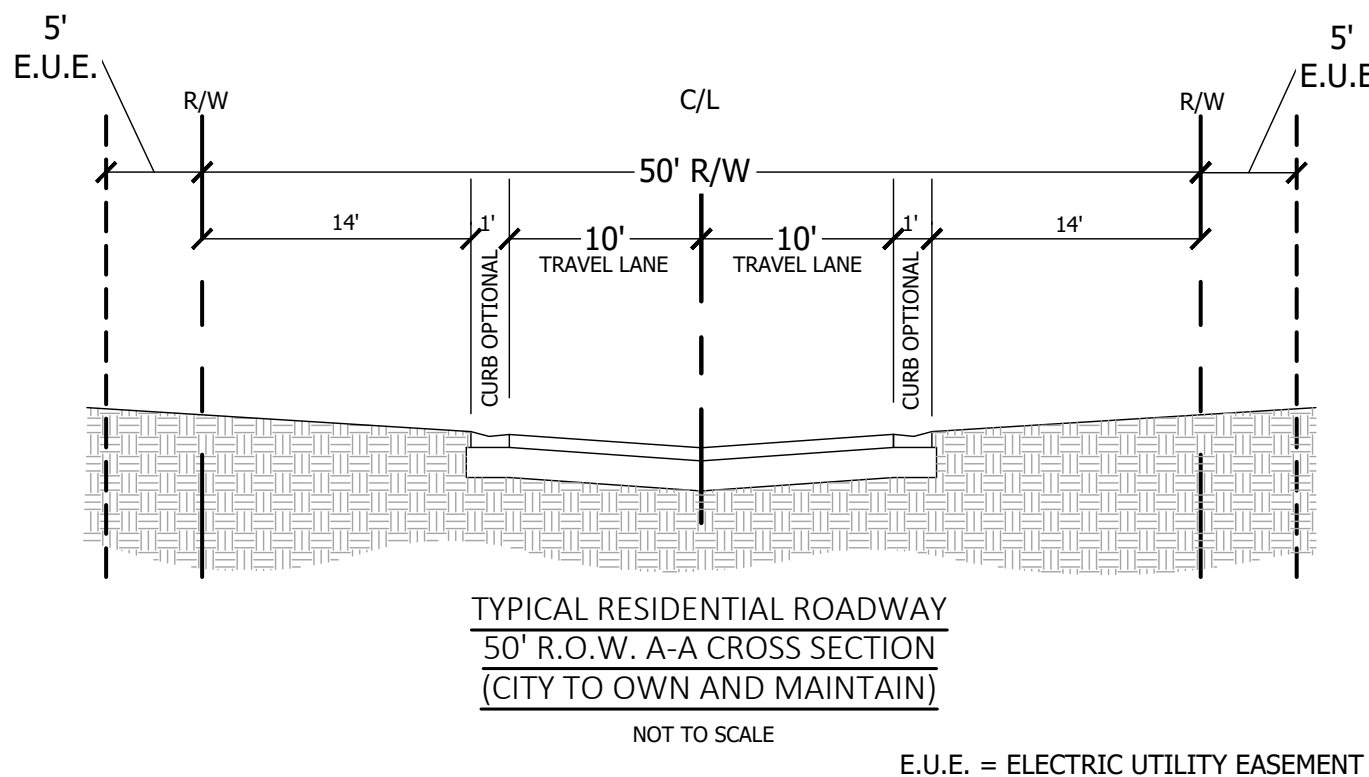 5'
E.U.E.
5'
E.U.E
R/W
C/L
R/W
50' R/W
14'
1'
10'
10'
1'
14'
TRAVEL LANE
TRAVEL LANE
CURB OPTIONAL
CURB OPTIONAL
TYPICAL RESIDENTIAL ROADWAY
50' R.O.W. A-A CROSS SECTION
(CITY TO OWN AND MAINTAIN)
NOT TO SCALE
E.U.E. = ELECTRIC UTILITY EASEMENT